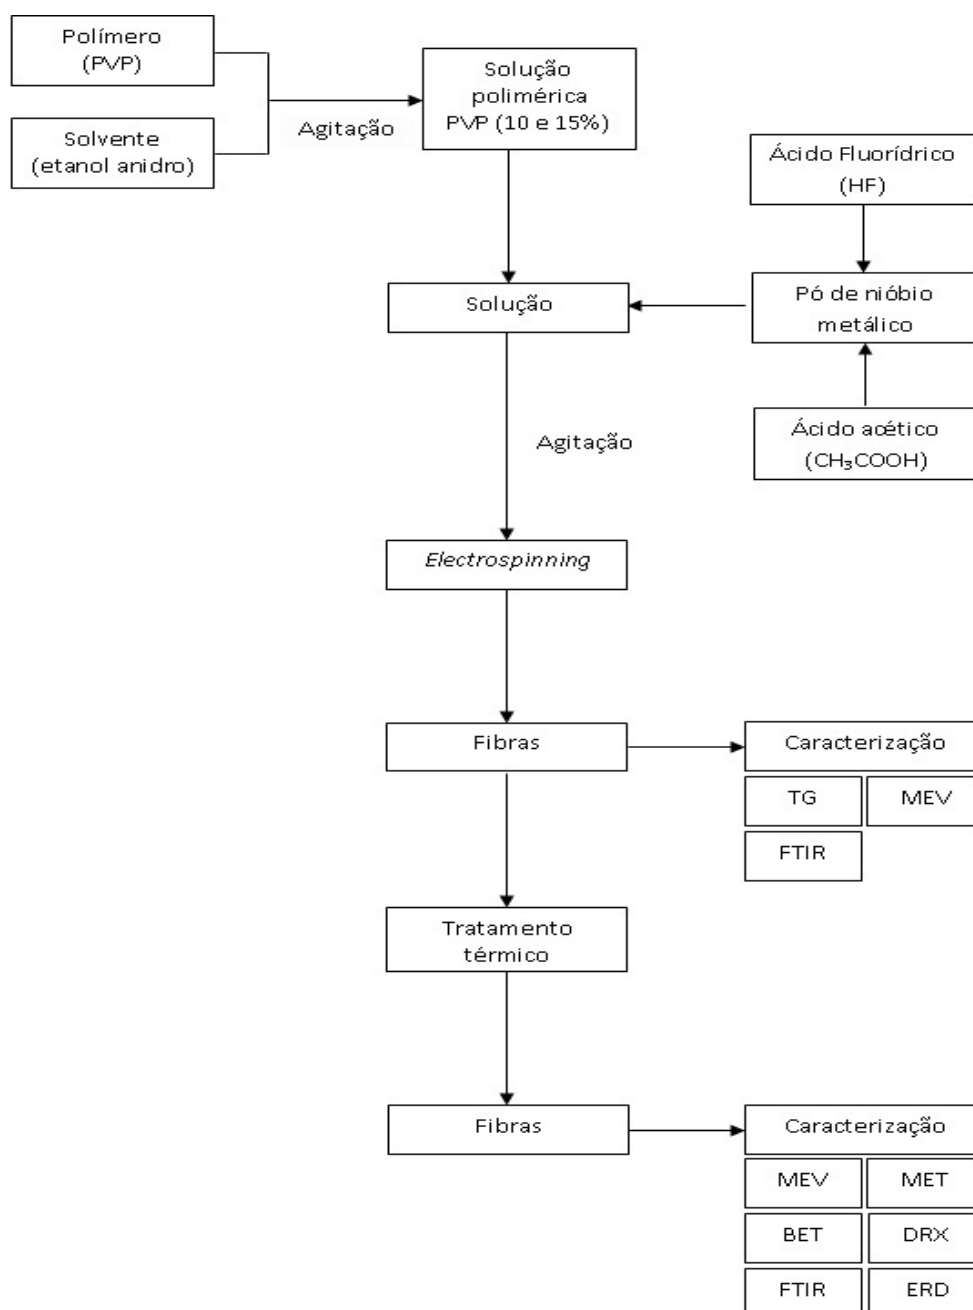 Polímero
(PVP)
Solvente
(etanol anidro)
Agitação
Solução
polimérica
PVP (10 e 15%)
Ácido Fluorídrico
(HF)
Solução
Pó de nióbio
metálico
Ácido acético
(CH₃COOH)
Agitação
Electrospinning
Fibras
Caracterização
TG
MEV
FTIR
Tratamento
térmico
Fibras
Caracterização
MEV
MET
BET
DRX
FTIR
ERD